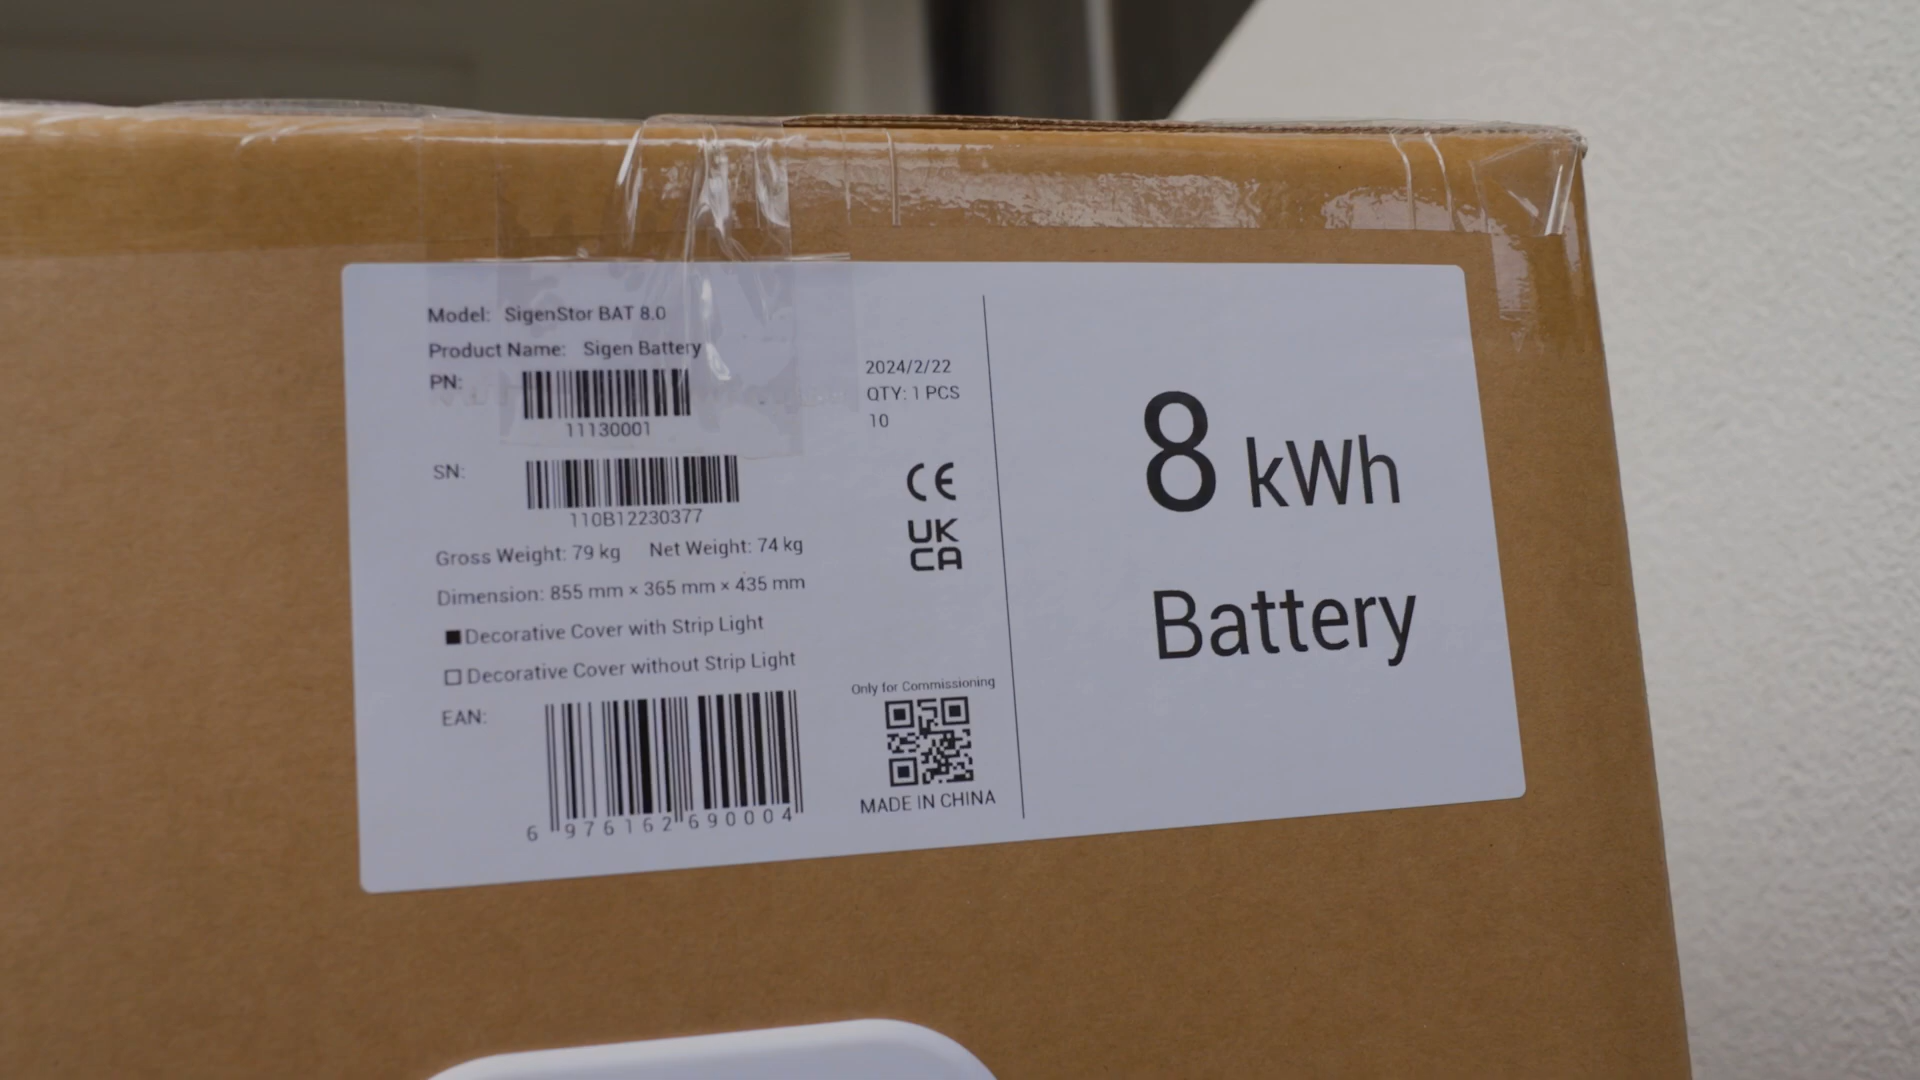 Model: SigenStor BAT 8.0
Product Name: Sigen Battery
PN:
11130001
SN:
110B12230377
Gross Weight: 79 kg Net Weight: 74 kg
Dimension: 855 mm × 365 mm × 435 mm
■Decorative Cover with Strip Light
□Decorative Cover without Strip Light
EAN:
6 976162 690004
2024/2/22
QTY: 1 PCS
10
CE
UK
CA
Only for Commissioning
MADE IN CHINA
8 kWh
Battery